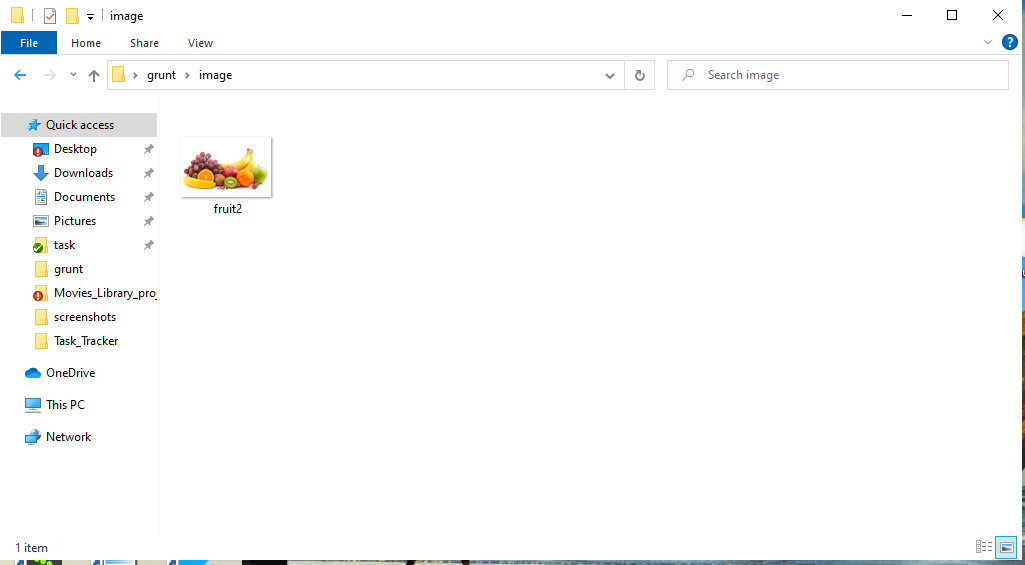 image
File Home Share View
grunt image
Search image
Quick access
Desktop
Downloads
Documents
Pictures
task
grunt
Movies_Library_proj
screenshots
Task_Tracker
OneDrive
This PC
Network
fruit2
1 item